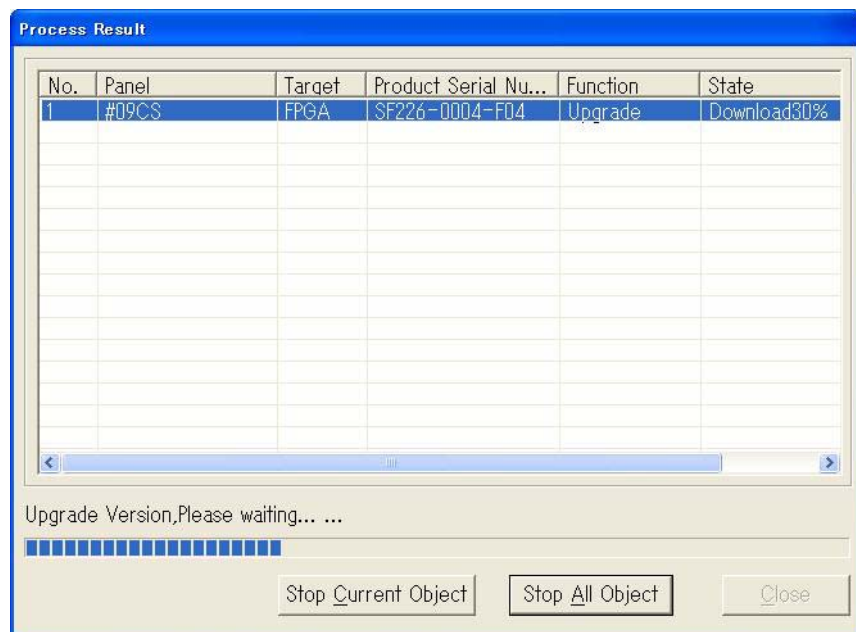 Process Result
No. Panel Target Product Serial Nu... Function State
1 #09CS FPGA SF226-0004-F04 Upgrade Download30%
Upgrade Version,Please waiting... ...
Stop Current Object Stop All Object Close